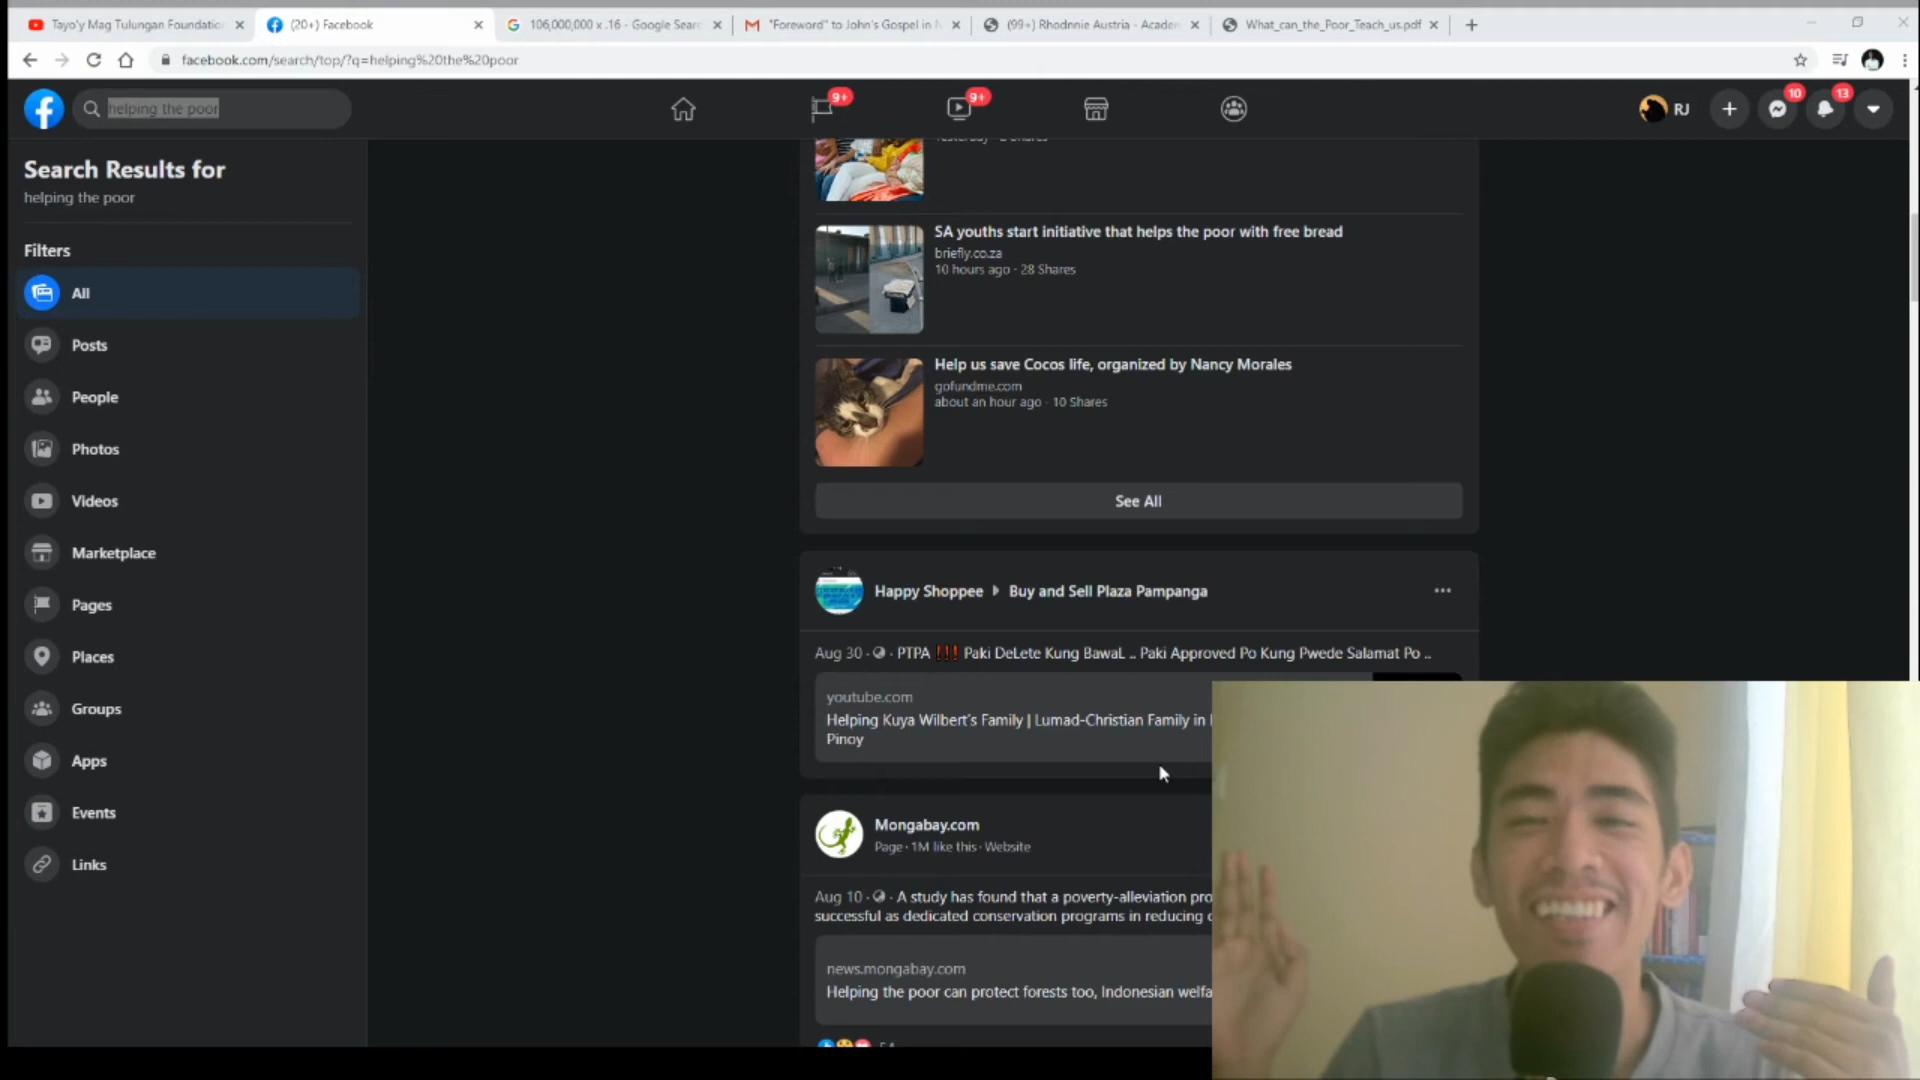 Tayo'y Mag Tulungan Foundatio
(20+) Facebook
106,000,000 x .16 - Google Searc
"Foreword" to John's Gospel in N
(99+) Rhodnnie Austria - Academ
What_can_the_Poor_Teach_us.pdf
facebook.com/search/top/?q=helping%20the%20poor
helping the poor
9+
9+
RJ
10
13
Search Results for
helping the poor
Filters
All
Posts
People
Photos
Videos
Marketplace
Pages
Places
Groups
Apps
Events
Links
SA youths start initiative that helps the poor with free bread
briefly.co.za
10 hours ago · 28 Shares
Help us save Cocos life, organized by Nancy Morales
gofundme.com
about an hour ago · 10 Shares
See All
Happy Shoppee ▸ Buy and Sell Plaza Pampanga
Aug 30 · PTPA !!! Paki DeLete Kung BawaL .. Paki Approved Po Kung Pwede Salamat Po ..
youtube.com
Helping Kuya Wilbert's Family | Lumad-Christian Family in
Pinoy
Mongabay.com
Page · 1M like this · Website
Aug 10 · A study has found that a poverty-alleviation pro
successful as dedicated conservation programs in reducing
news.mongabay.com
Helping the poor can protect forests too, Indonesian welfa